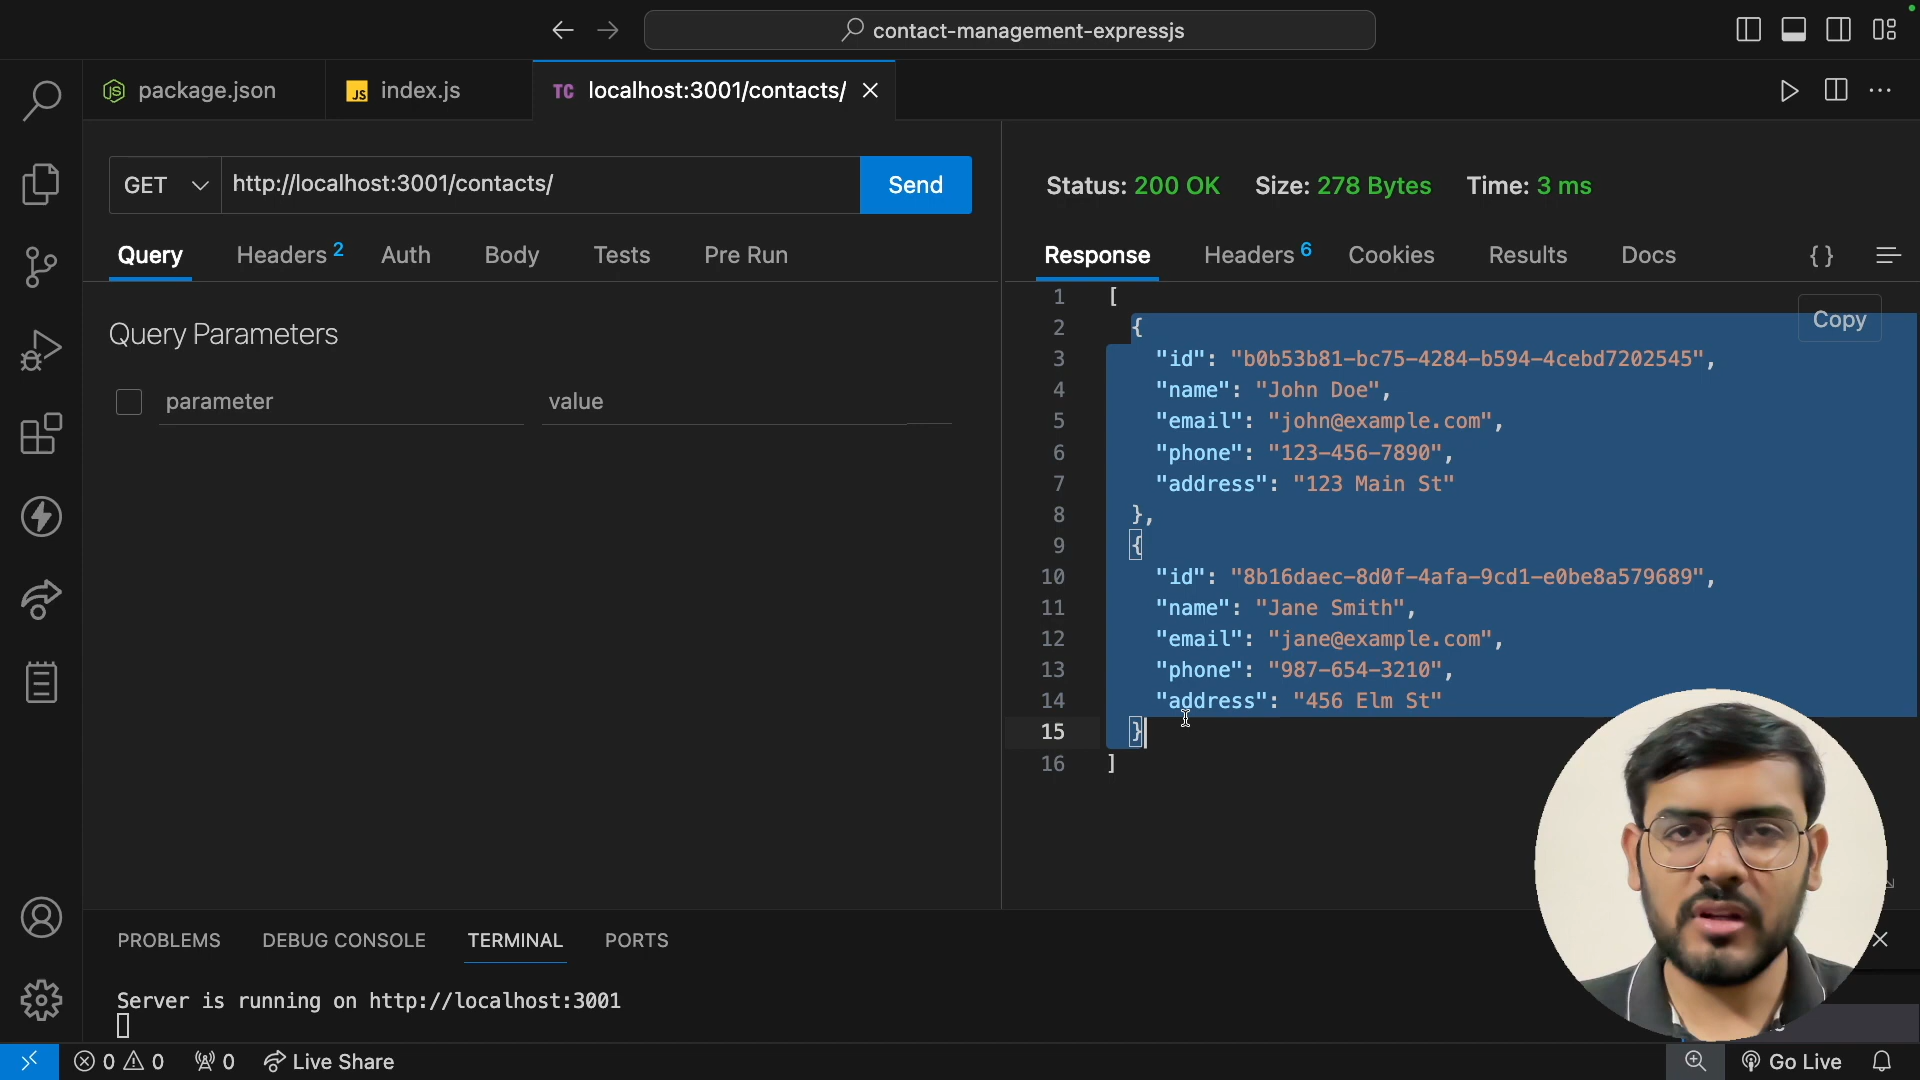 contact-management-expressjs
package.json
JS index.js
TC localhost:3001/contacts/
GET http://localhost:3001/contacts/ Send
Query Headers 2 Auth Body Tests Pre Run
Query Parameters
parameter value
Status: 200 OK Size: 278 Bytes Time: 3 ms
Response Headers 6 Cookies Results Docs {}
Copy
1 [
2 {
3 "id": "b0b53b81-bc75-4284-b594-4cebd7202545",
4 "name": "John Doe",
5 "email": "john@example.com",
6 "phone": "123-456-7890",
7 "address": "123 Main St"
8 },
9 {
10 "id": "8b16daec-8d0f-4afa-9cd1-e0be8a579689",
11 "name": "Jane Smith",
12 "email": "jane@example.com",
13 "phone": "987-654-3210",
14 "address": "456 Elm St"
15 }
16 ]
PROBLEMS DEBUG CONSOLE TERMINAL PORTS
Server is running on http://localhost:3001
0 0 0 Live Share Go Live